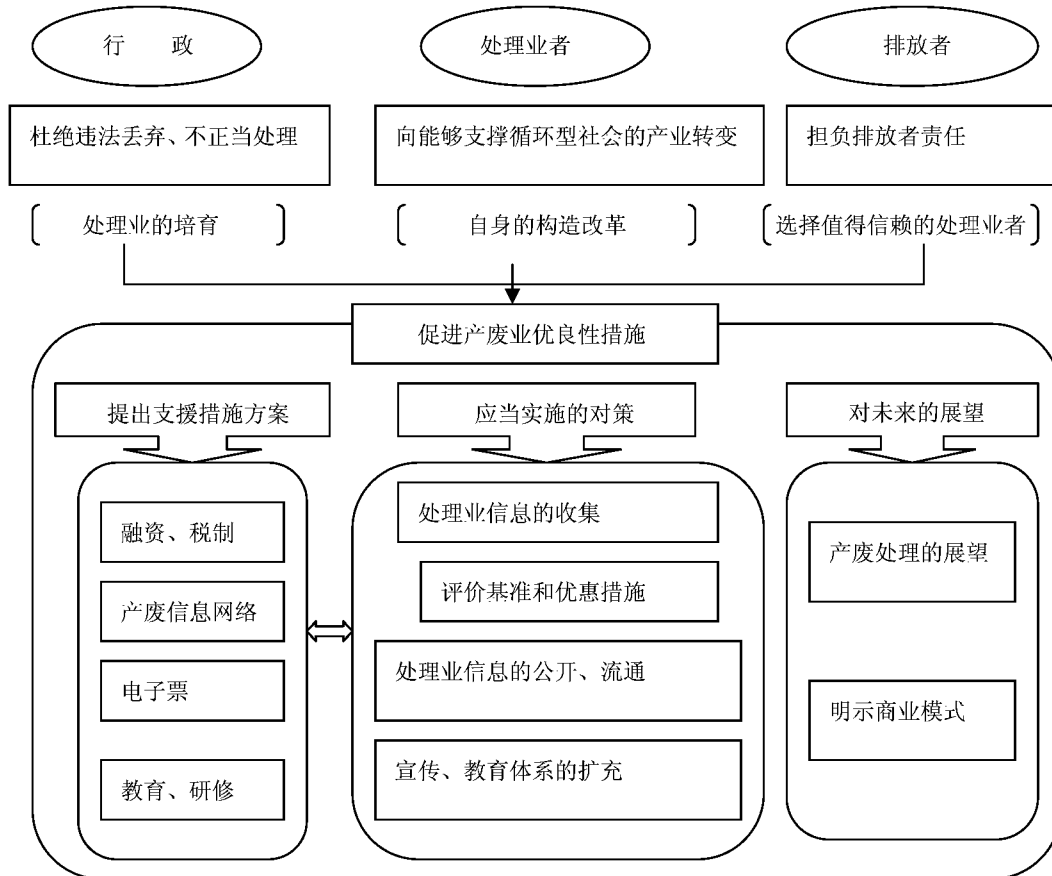 行 政
处理业者
排放者
杜绝违法丢弃、不正当处理
向能够支撑循环型社会的产业转变
担负排放者责任
处理业的培育
自身的构造改革
选择值得信赖的处理业者
促进产废业优良性措施
提出支援措施方案
应当实施的对策
对未来的展望
融资、税制
产废信息网络
电子票
教育、研修
处理业信息的收集
评价基准和优惠措施
处理业信息的公开、流通
宣传、教育体系的扩充
产废处理的展望
明示商业模式